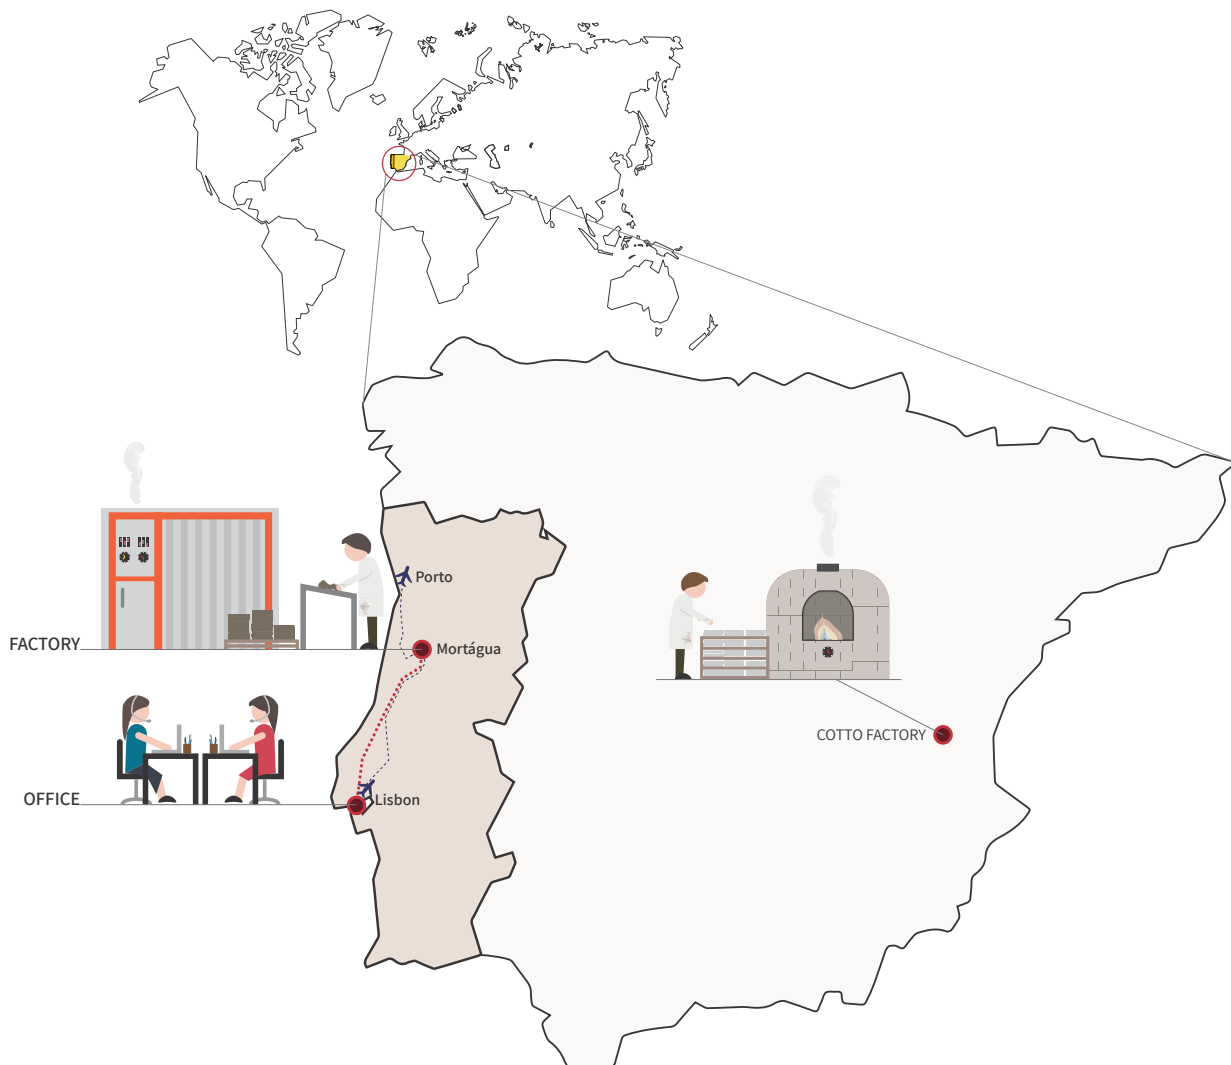 Porto
FACTORY
Mortágua
COTTO FACTORY
OFFICE
Lisbon